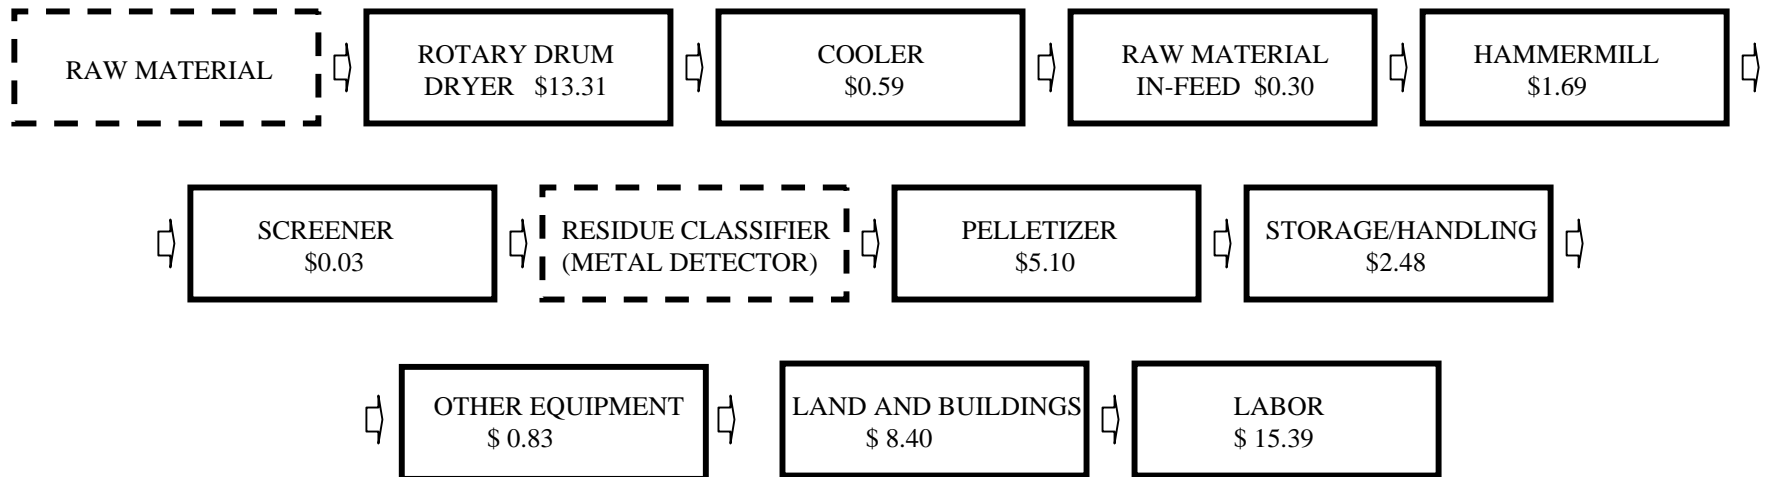 RAW MATERIAL
ROTARY DRUM
DRYER $13.31
COOLER
$0.59
RAW MATERIAL
IN-FEED $0.30
HAMMERMILL
$1.69
SCREENER
$0.03
RESIDUE CLASSIFIER
(METAL DETECTOR)
PELLETIZER
$5.10
STORAGE/HANDLING
$2.48
OTHER EQUIPMENT
$ 0.83
LAND AND BUILDINGS
$ 8.40
LABOR
$ 15.39